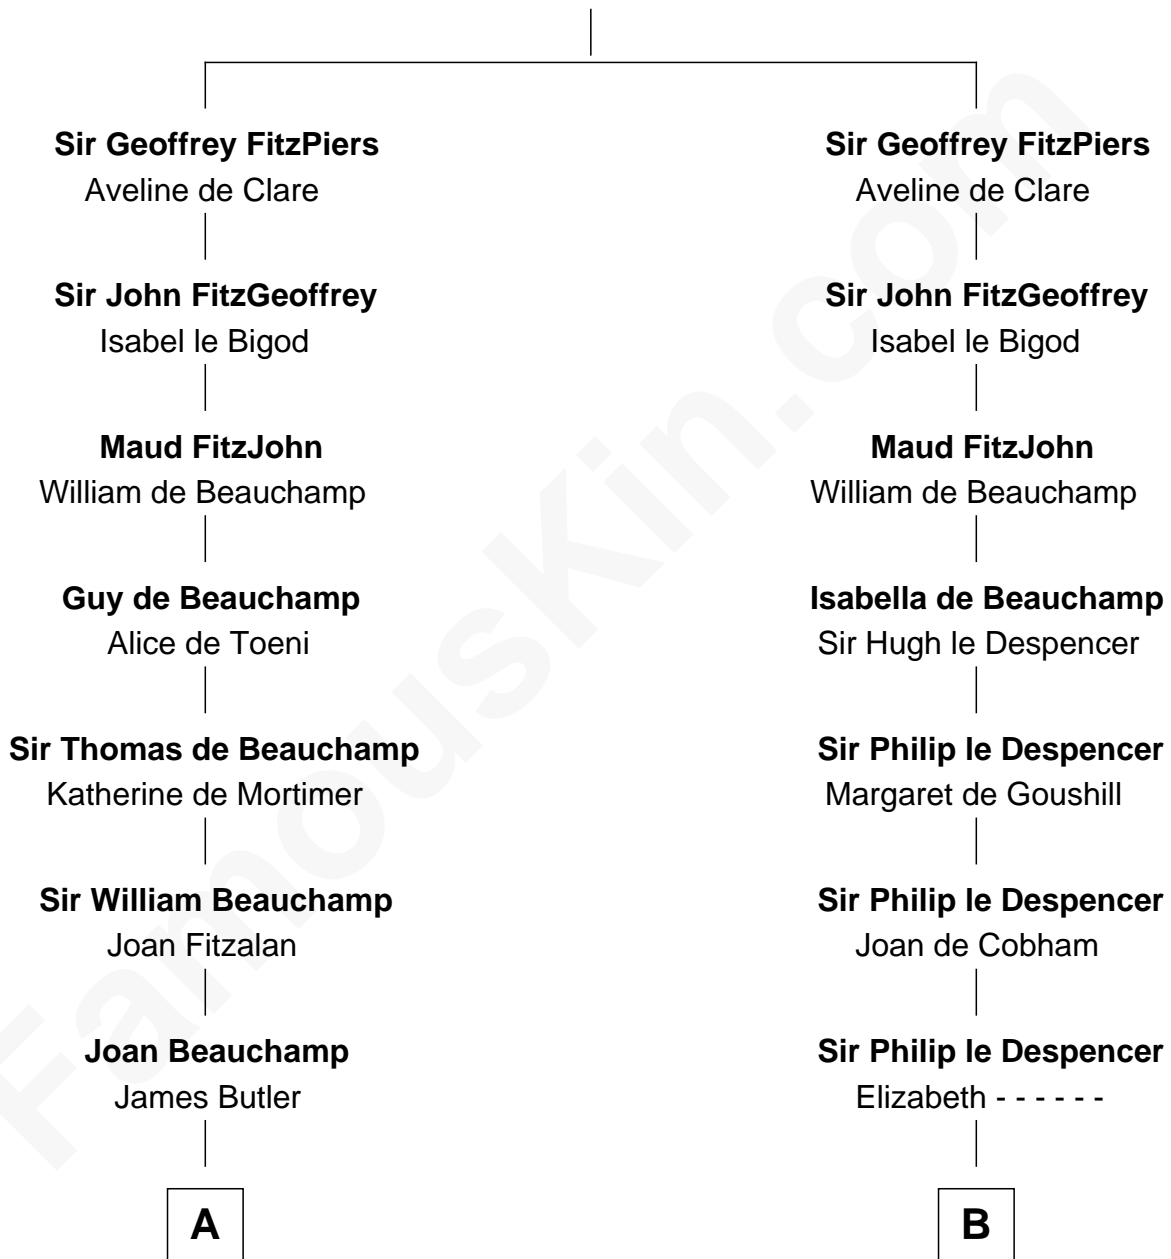 Sir Geoffrey FitzPiers
Aveline de Clare
Sir John FitzGeoffrey
Isabel le Bigod
Maud FitzJohn
William de Beauchamp
Guy de Beauchamp
Alice de Toeni
Sir Thomas de Beauchamp
Katherine de Mortimer
Sir William Beauchamp
Joan Fitzalan
Joan Beauchamp
James Butler
A
Sir Geoffrey FitzPiers
Aveline de Clare
Sir John FitzGeoffrey
Isabel le Bigod
Maud FitzJohn
William de Beauchamp
Isabella de Beauchamp
Sir Hugh le Despencer
Sir Philip le Despencer
Margaret de Goushill
Sir Philip le Despencer
Joan de Cobham
Sir Philip le Despencer
Elizabeth - - - - - -
B
FamousKin.com